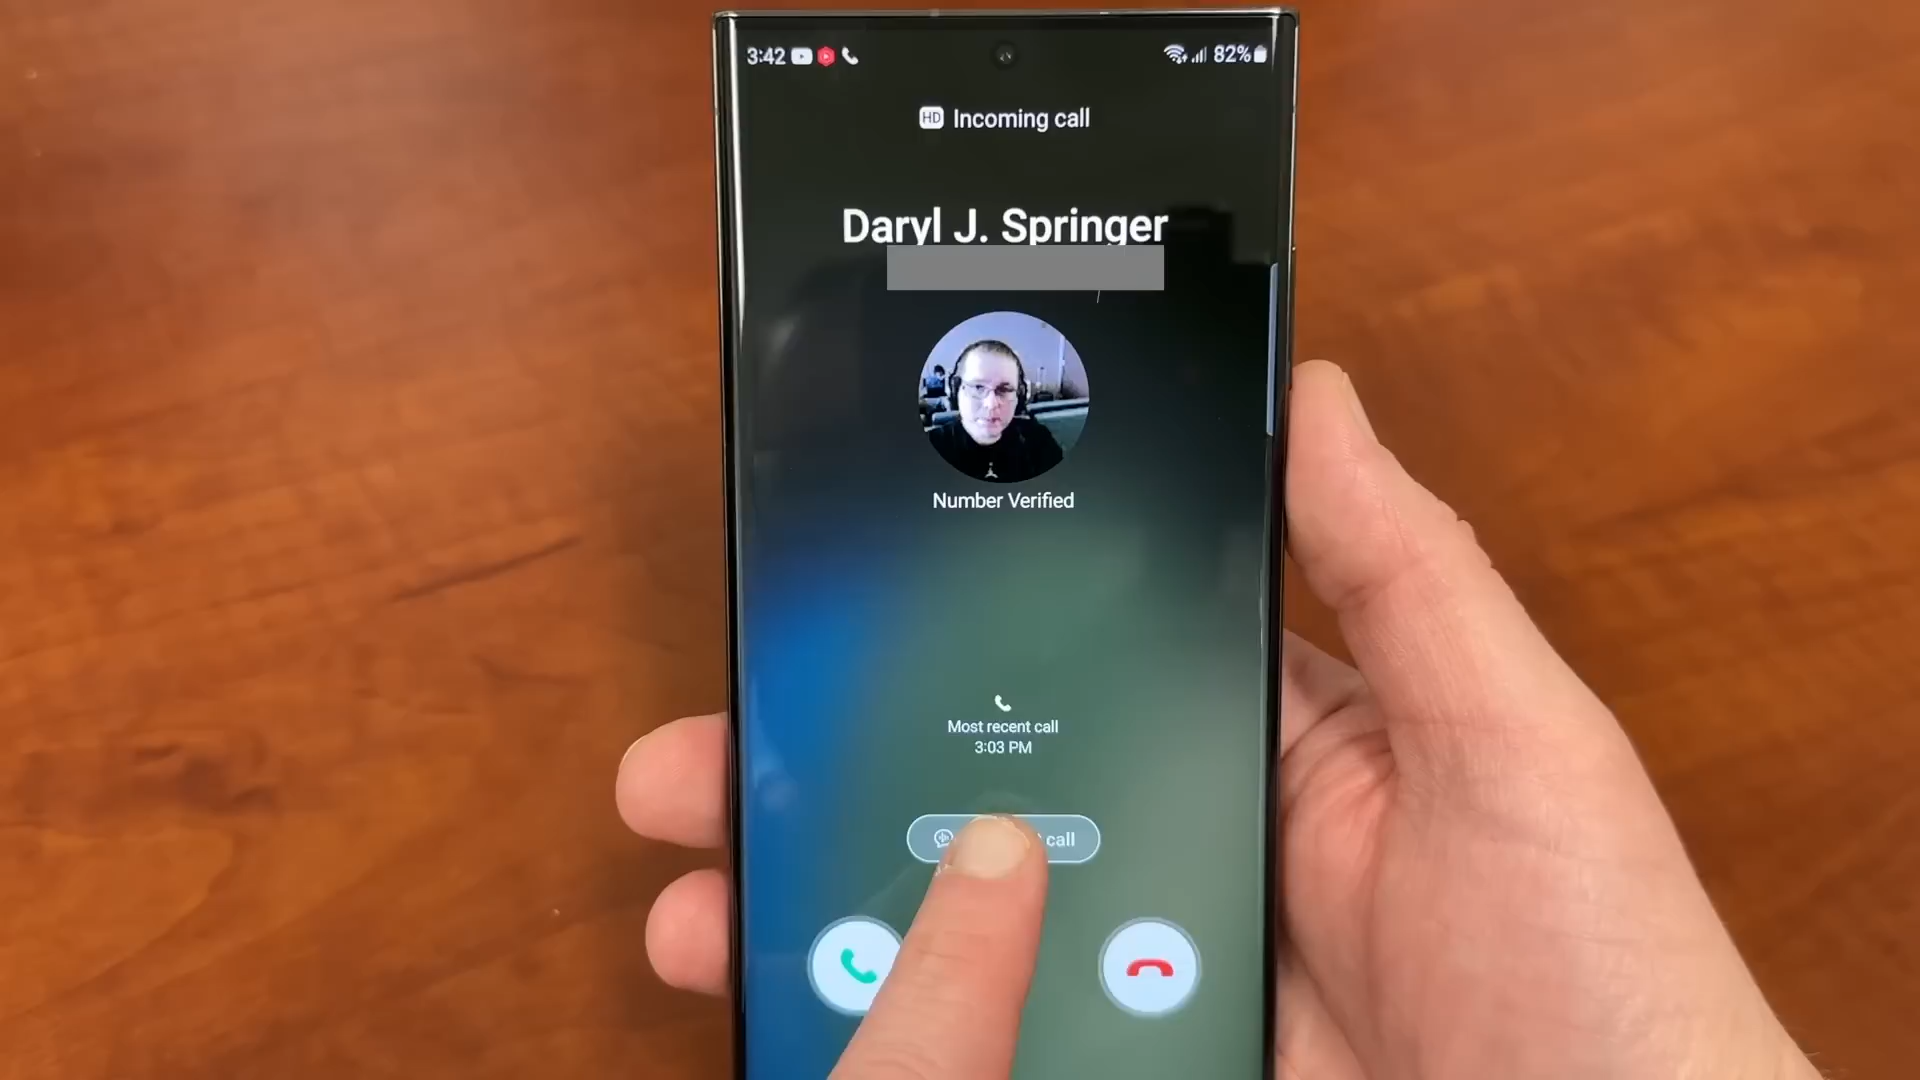 3:42 82%
HD Incoming call
Daryl J. Springer
Number Verified
Most recent call
3:03 PM
call